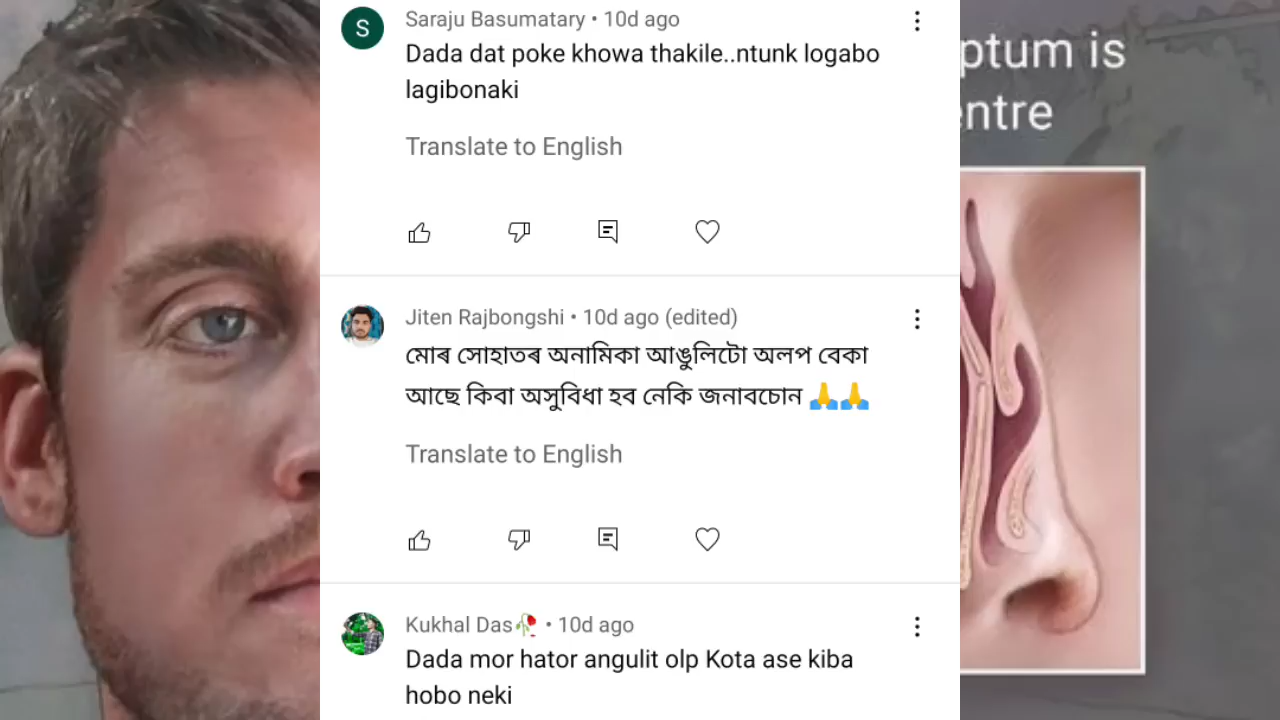 S
Saraju Basumatary • 10d ago
Dada dat poke khowa thakile..ntunk logabo
lagibonaki
Translate to English
Jiten Rajbongshi • 10d ago (edited)
মোৰ সোহাতৰ অনামিকা আঙুলিটো অলপ বেকা
আছে কিবা অসুবিধা হব নেকি জনাবচোন 🙏🙏
Translate to English
Kukhal Das🥀 • 10d ago
Dada mor hator angulit olp Kota ase kiba
hobo neki
ptum is
entre